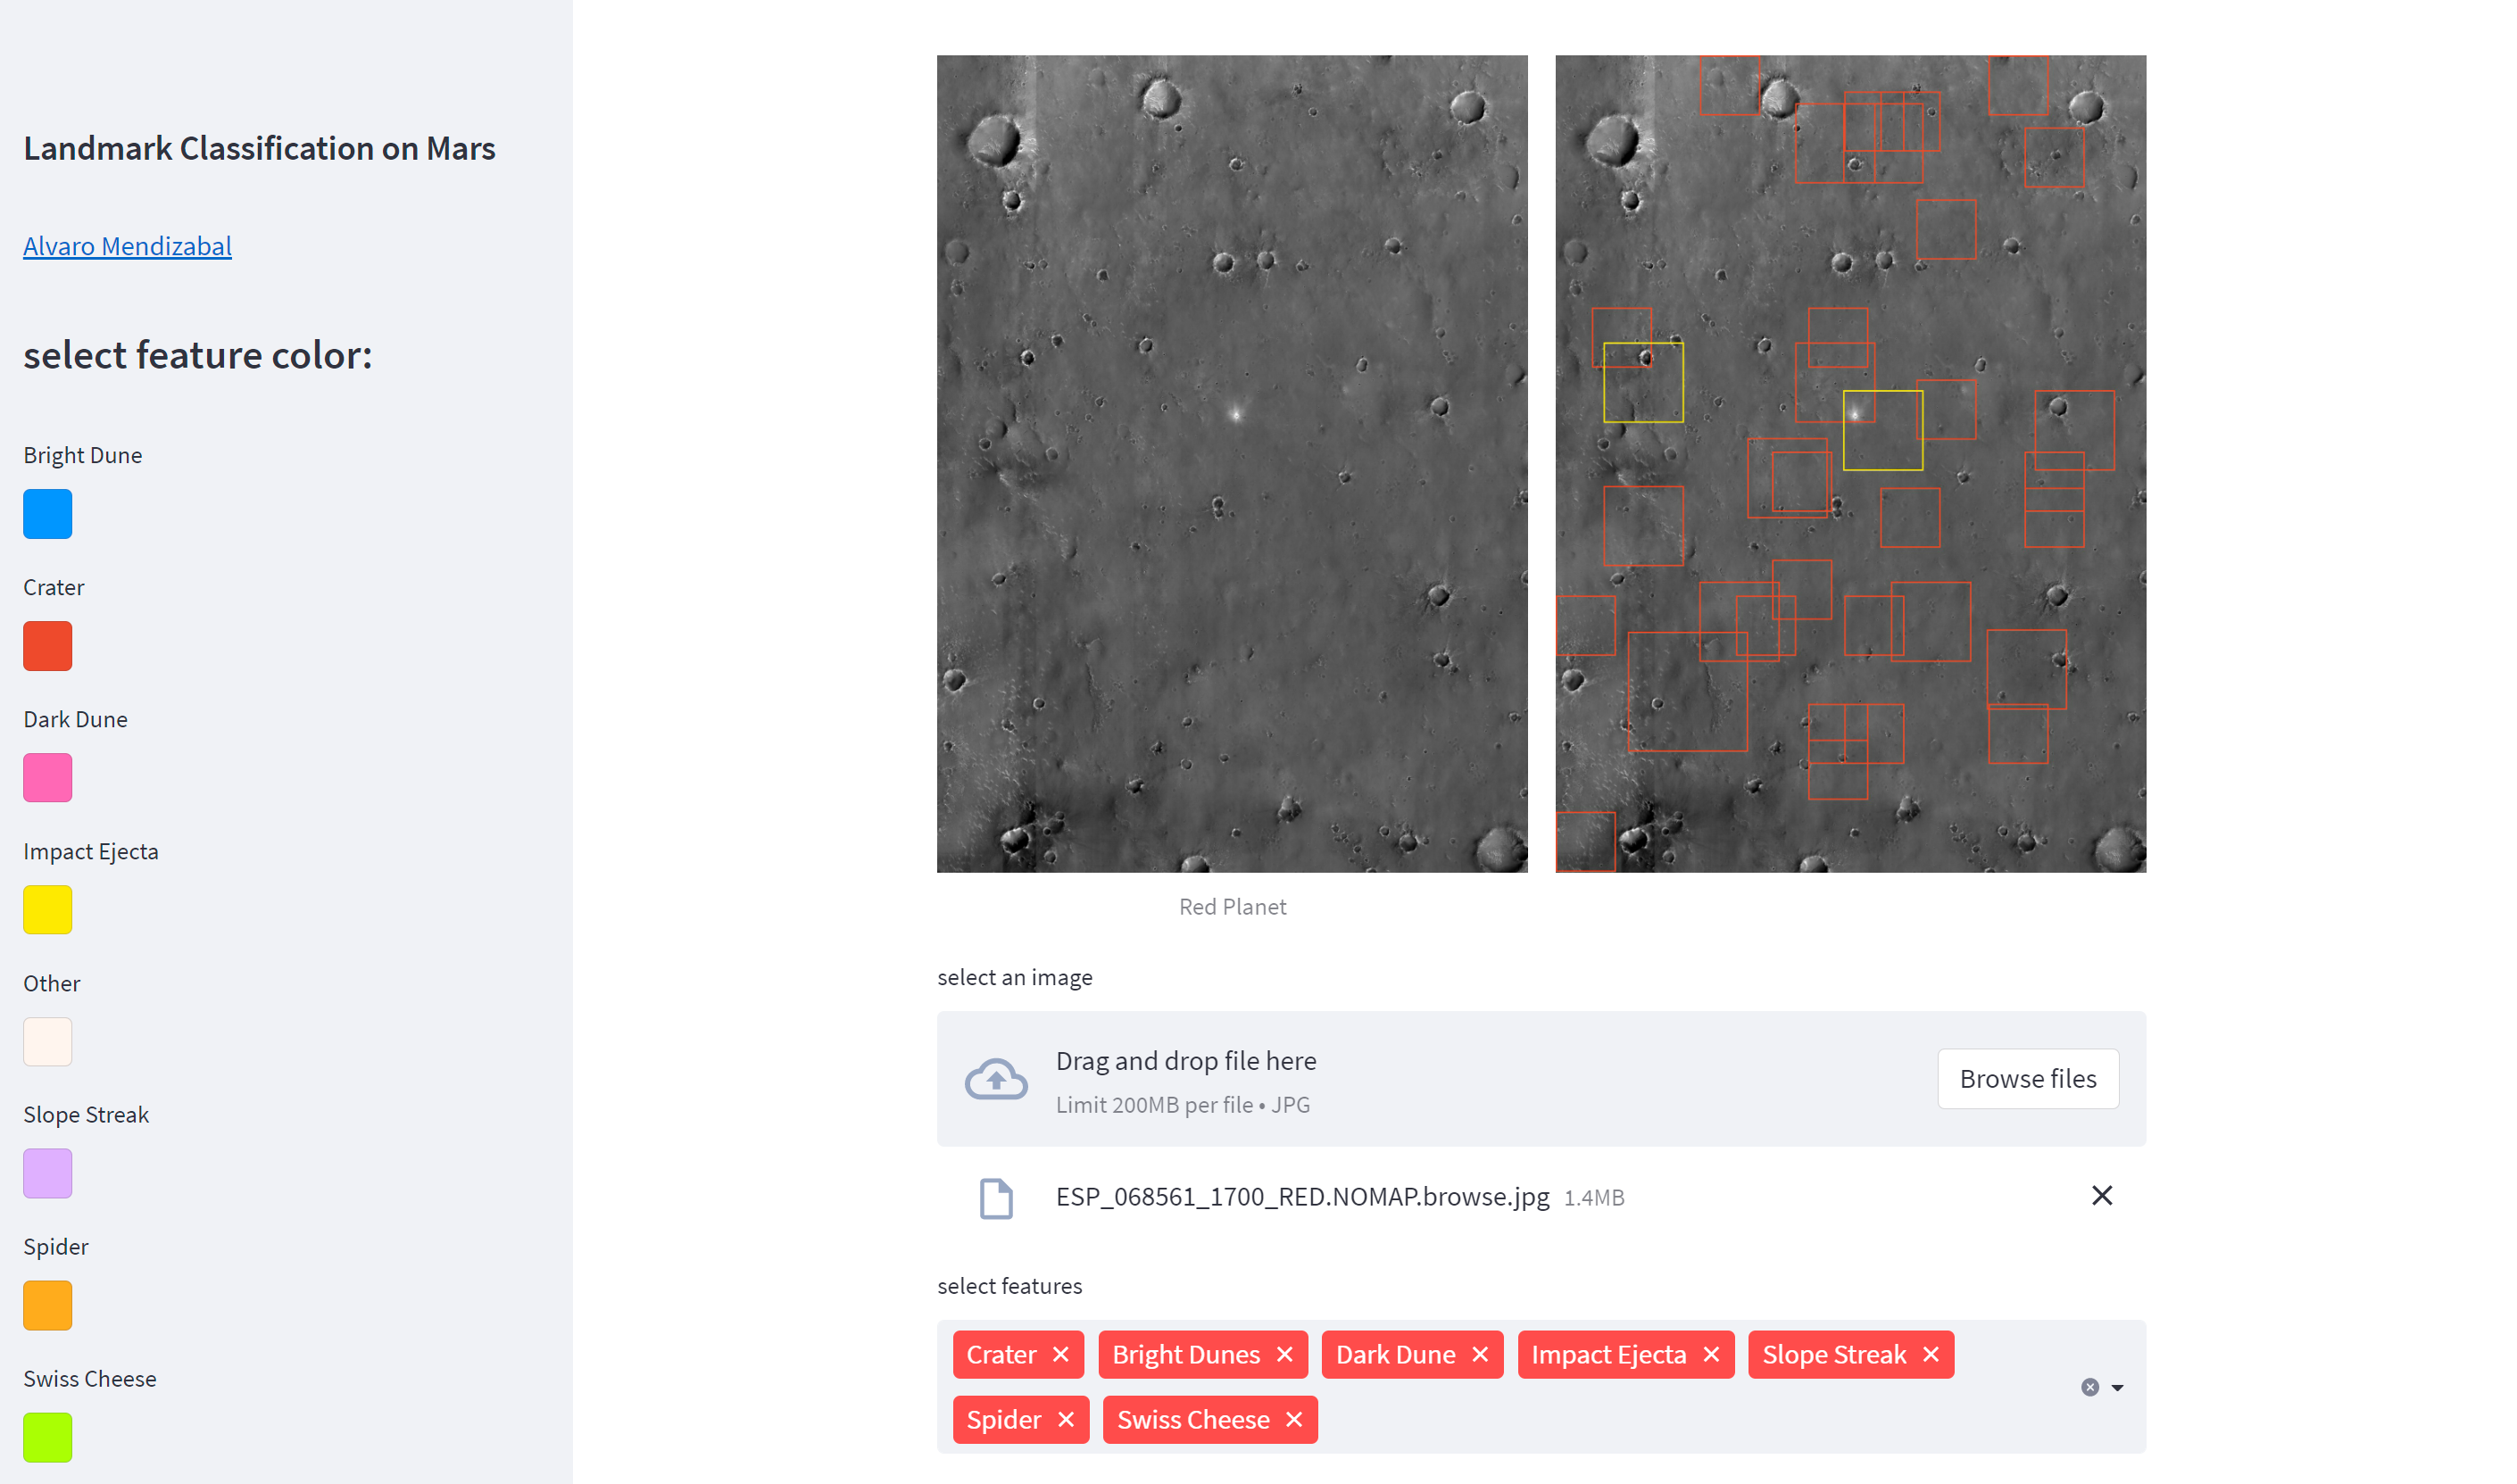 Landmark Classification on Mars
Alvaro Mendizabal
select feature color:
Bright Dune
Crater
Dark Dune
Impact Ejecta
Other
Slope Streak
Spider
Swiss Cheese
Red Planet
select an image
Drag and drop file here
Limit 200MB per file • JPG
Browse files
ESP_068561_1700_RED.NOMAP.browse.jpg 1.4MB
select features
Crater Bright Dunes Dark Dune Impact Ejecta Slope Streak
Spider Swiss Cheese